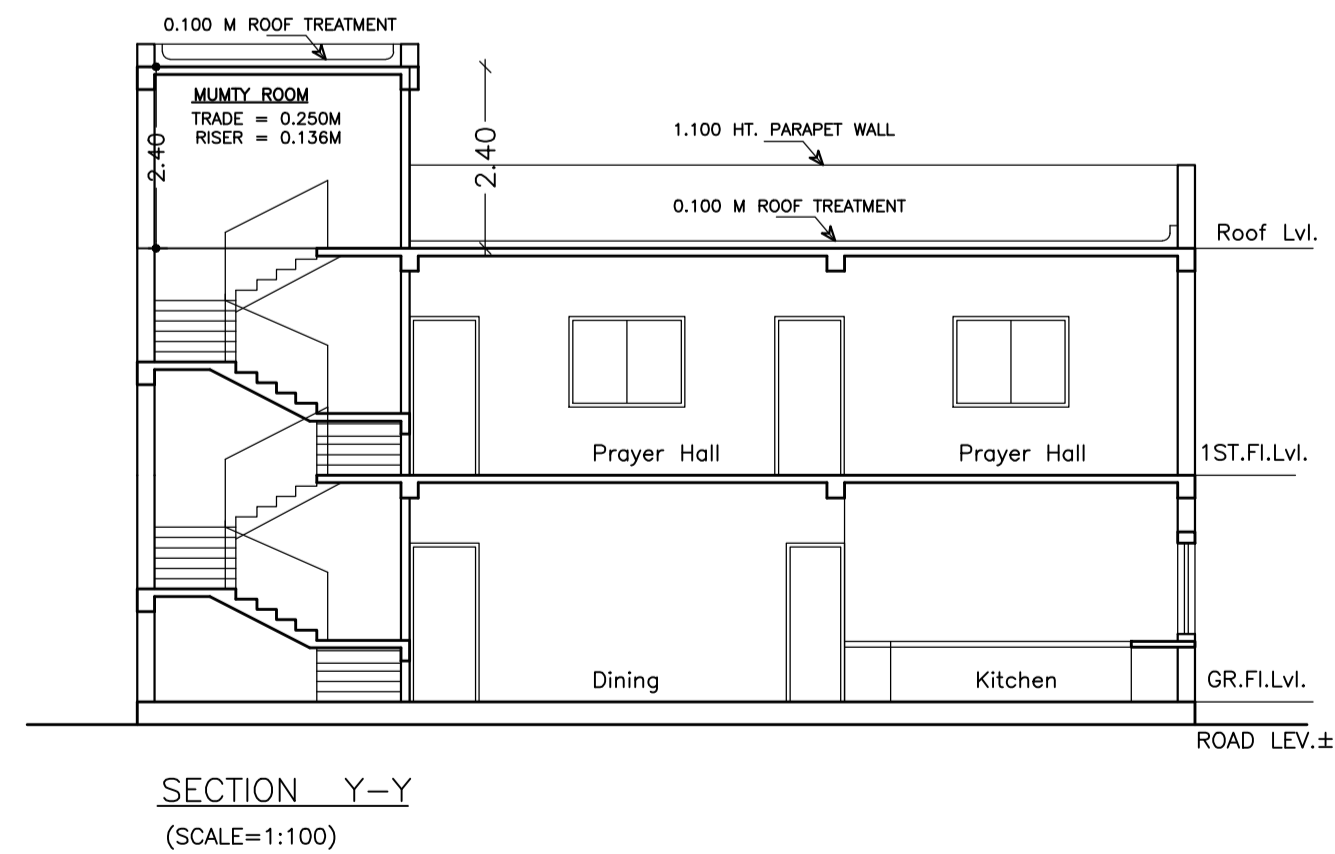 0.100 M ROOF TREATMENT
MUMTY ROOM
TRADE = 0.250M
RISER = 0.136M
2.40
2.40
1.100 HT. PARAPET WALL
0.100 M ROOF TREATMENT
Roof Lvl.
Prayer Hall
Prayer Hall
1ST.Fl.Lvl.
Dining
Kitchen
GR.Fl.Lvl.
ROAD LEV.±
SECTION Y-Y
(SCALE=1:100)